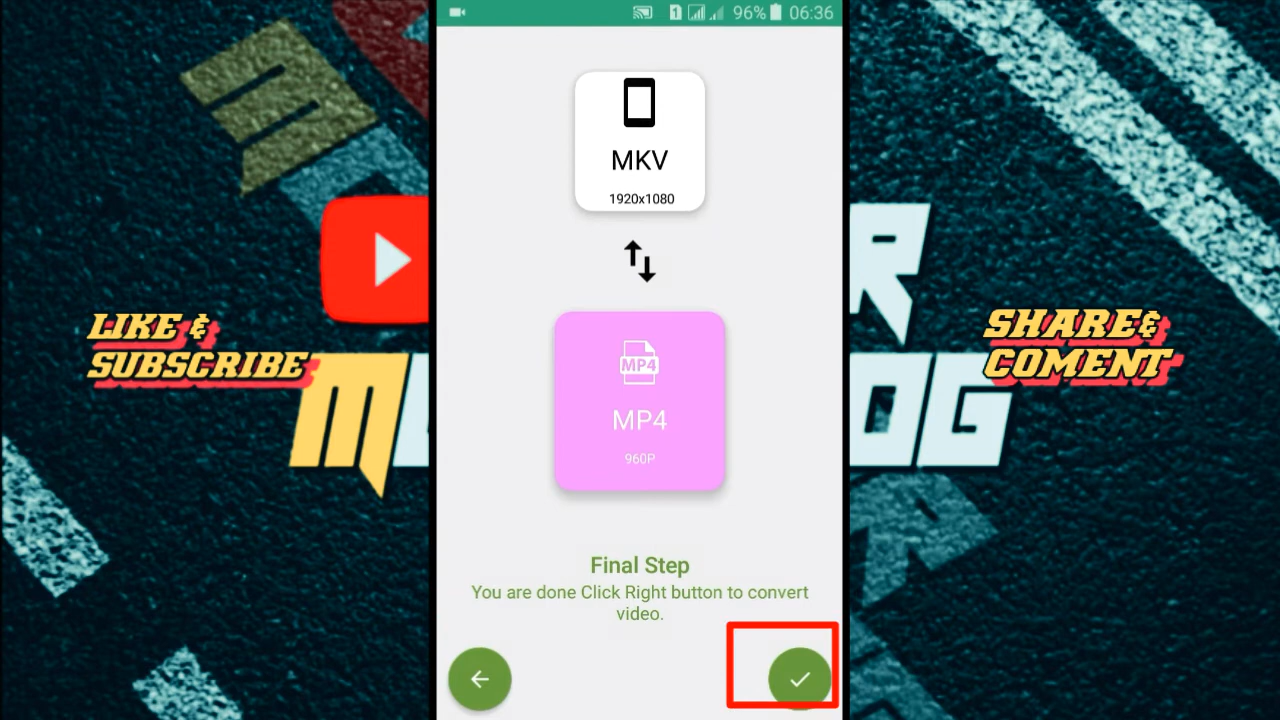 96% 06:36
MKV
1920x1080
MP4
MP4
960P
Final Step
You are done Click Right button to convert
video.
LIKE &
SUBSCRIBE
SHARE&
COMENT